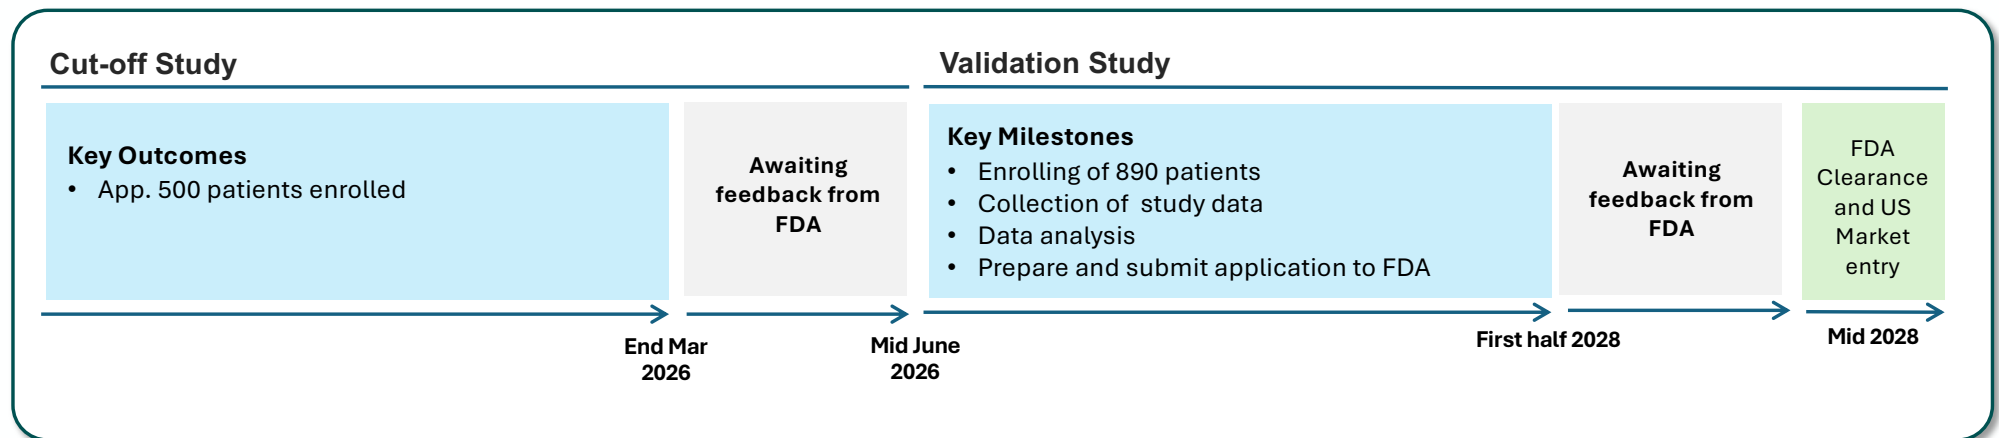 Cut-off Study
Key Outcomes
• App. 500 patients enrolled
Awaiting
feedback from
FDA
End Mar
2026
Mid June
2026
Validation Study
Key Milestones
• Enrolling of 890 patients
• Collection of  study data
• Data analysis
• Prepare and submit application to FDA
Awaiting
feedback from
FDA
First half 2028
FDA
Clearance
and US
Market
entry
Mid 2028